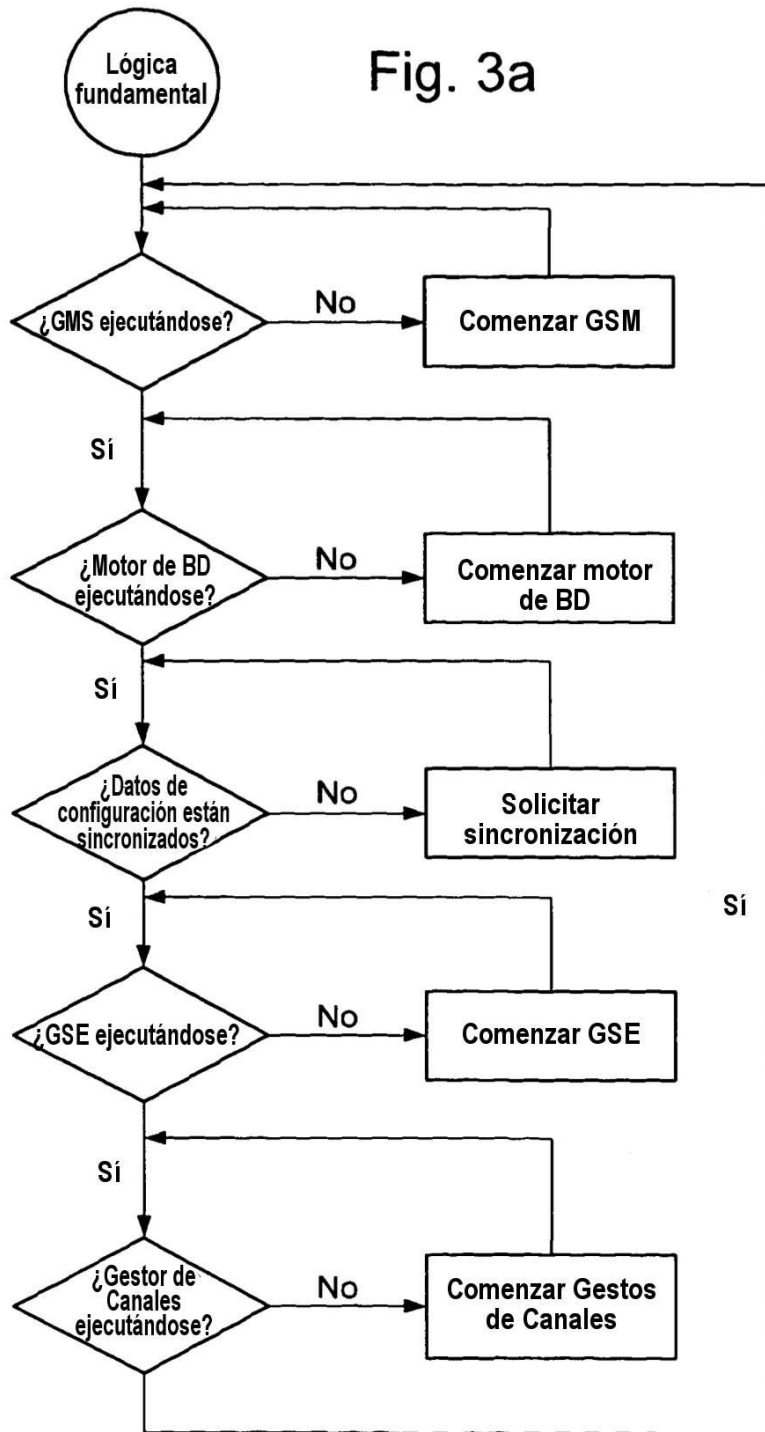 Lógica
fundamental
Fig. 3a
¿GMS ejecutándose?
No
Comenzar GSM
Sí
¿Motor de BD
ejecutándose?
No
Comenzar motor
de BD
Sí
¿Datos de
configuración están
sincronizados?
No
Solicitar
sincronización
Sí
Sí
¿GSE ejecutándose?
No
Comenzar GSE
Sí
¿Gestor de
Canales
ejecutándose?
No
Comenzar Gestos
de Canales